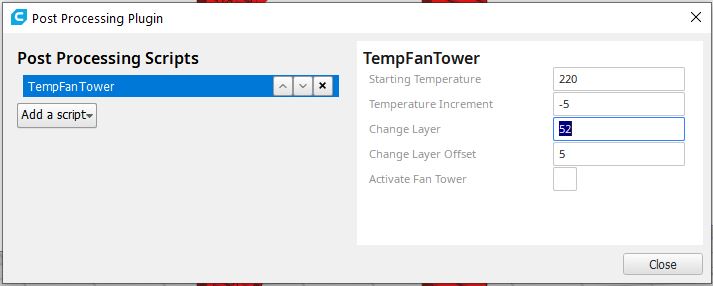 Post Processing Plugin
Post Processing Scripts
TempFanTower
Add a script
TempFanTower
Starting Temperature 220
Temperature Increment -5
Change Layer 52
Change Layer Offset 5
Activate Fan Tower
Close